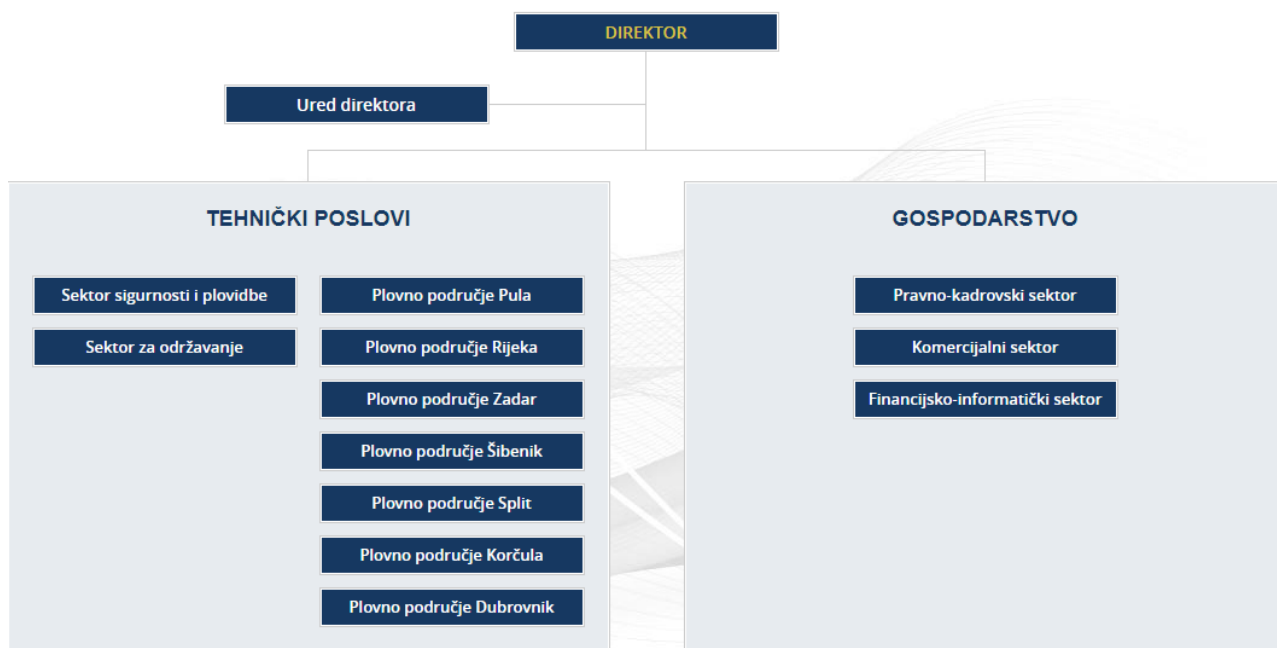 DIREKTOR
Ured direktora
TEHNIČKI POSLOVI
Sektor sigurnosti i plovidbe
Sektor za održavanje
Plovno područje Pula
Plovno područje Rijeka
Plovno područje Zadar
Plovno područje Šibenik
Plovno područje Split
Plovno područje Korčula
Plovno područje Dubrovnik
GOSPODARSTVO
Pravno-kadrovski sektor
Komercijalni sektor
Financijsko-informatički sektor